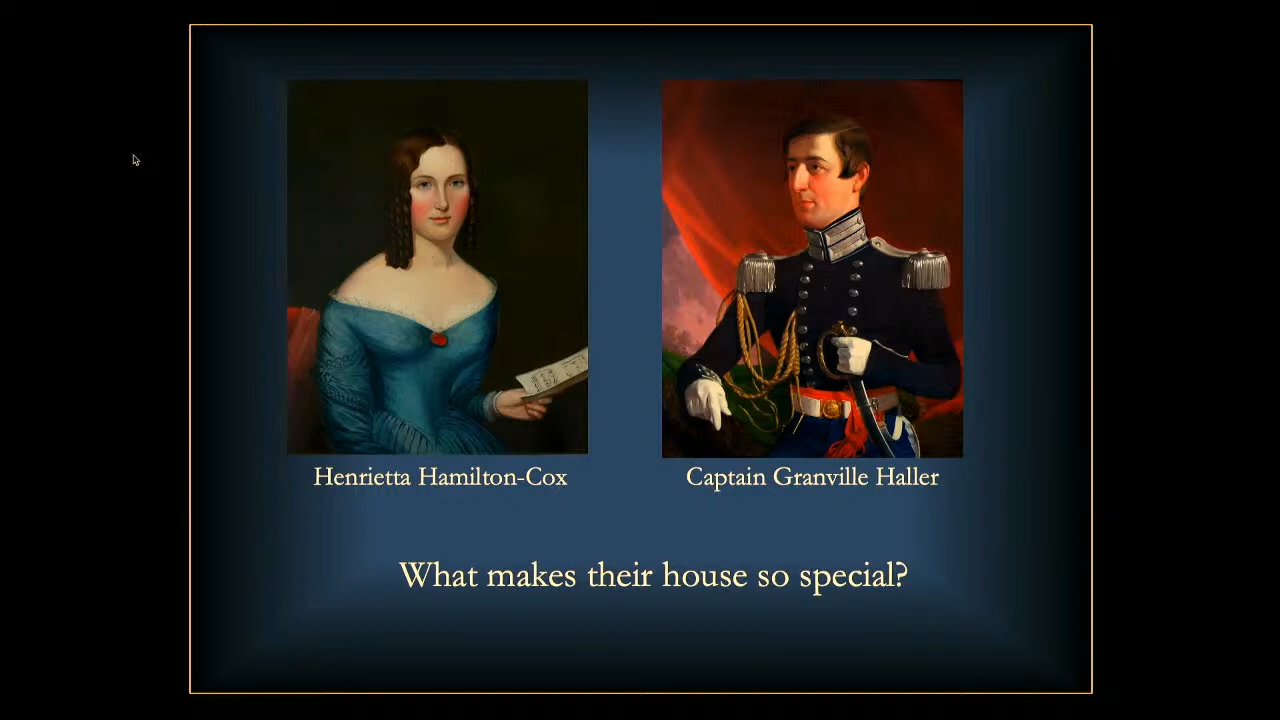 Henrietta Hamilton-Cox
Captain Granville Haller
What makes their house so special?